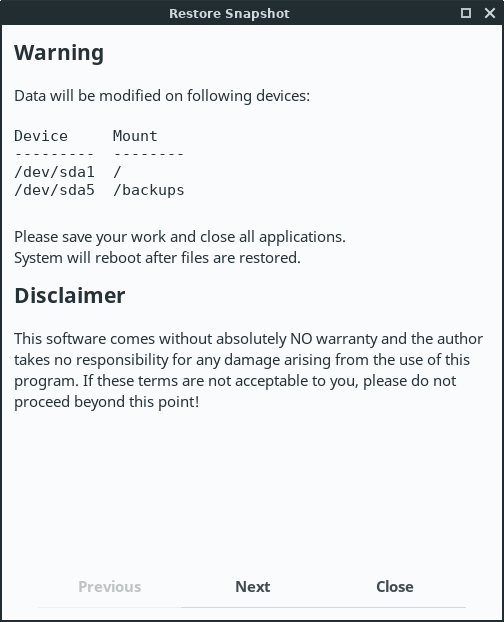 Restore Snapshot
Warning
Data will be modified on following devices:
Device     Mount
---------  --------
/dev/sda1  /
/dev/sda5  /backups
Please save your work and close all applications.
System will reboot after files are restored.
Disclaimer
This software comes without absolutely NO warranty and the author
takes no responsibility for any damage arising from the use of this
program. If these terms are not acceptable to you, please do not
proceed beyond this point!
Previous Next Close